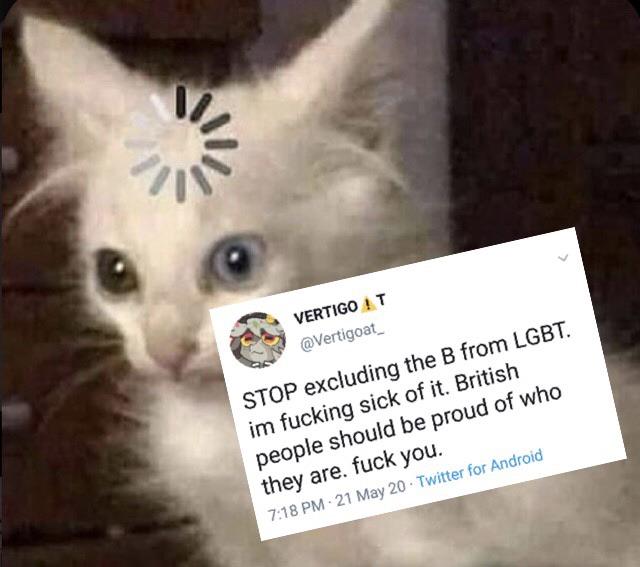 VERTIGO⚠️T
@Vertigoat_
STOP excluding the B from LGBT.
im fucking sick of it. British
people should be proud of who
they are. fuck you.
7:18 PM · 21 May 20 · Twitter for Android